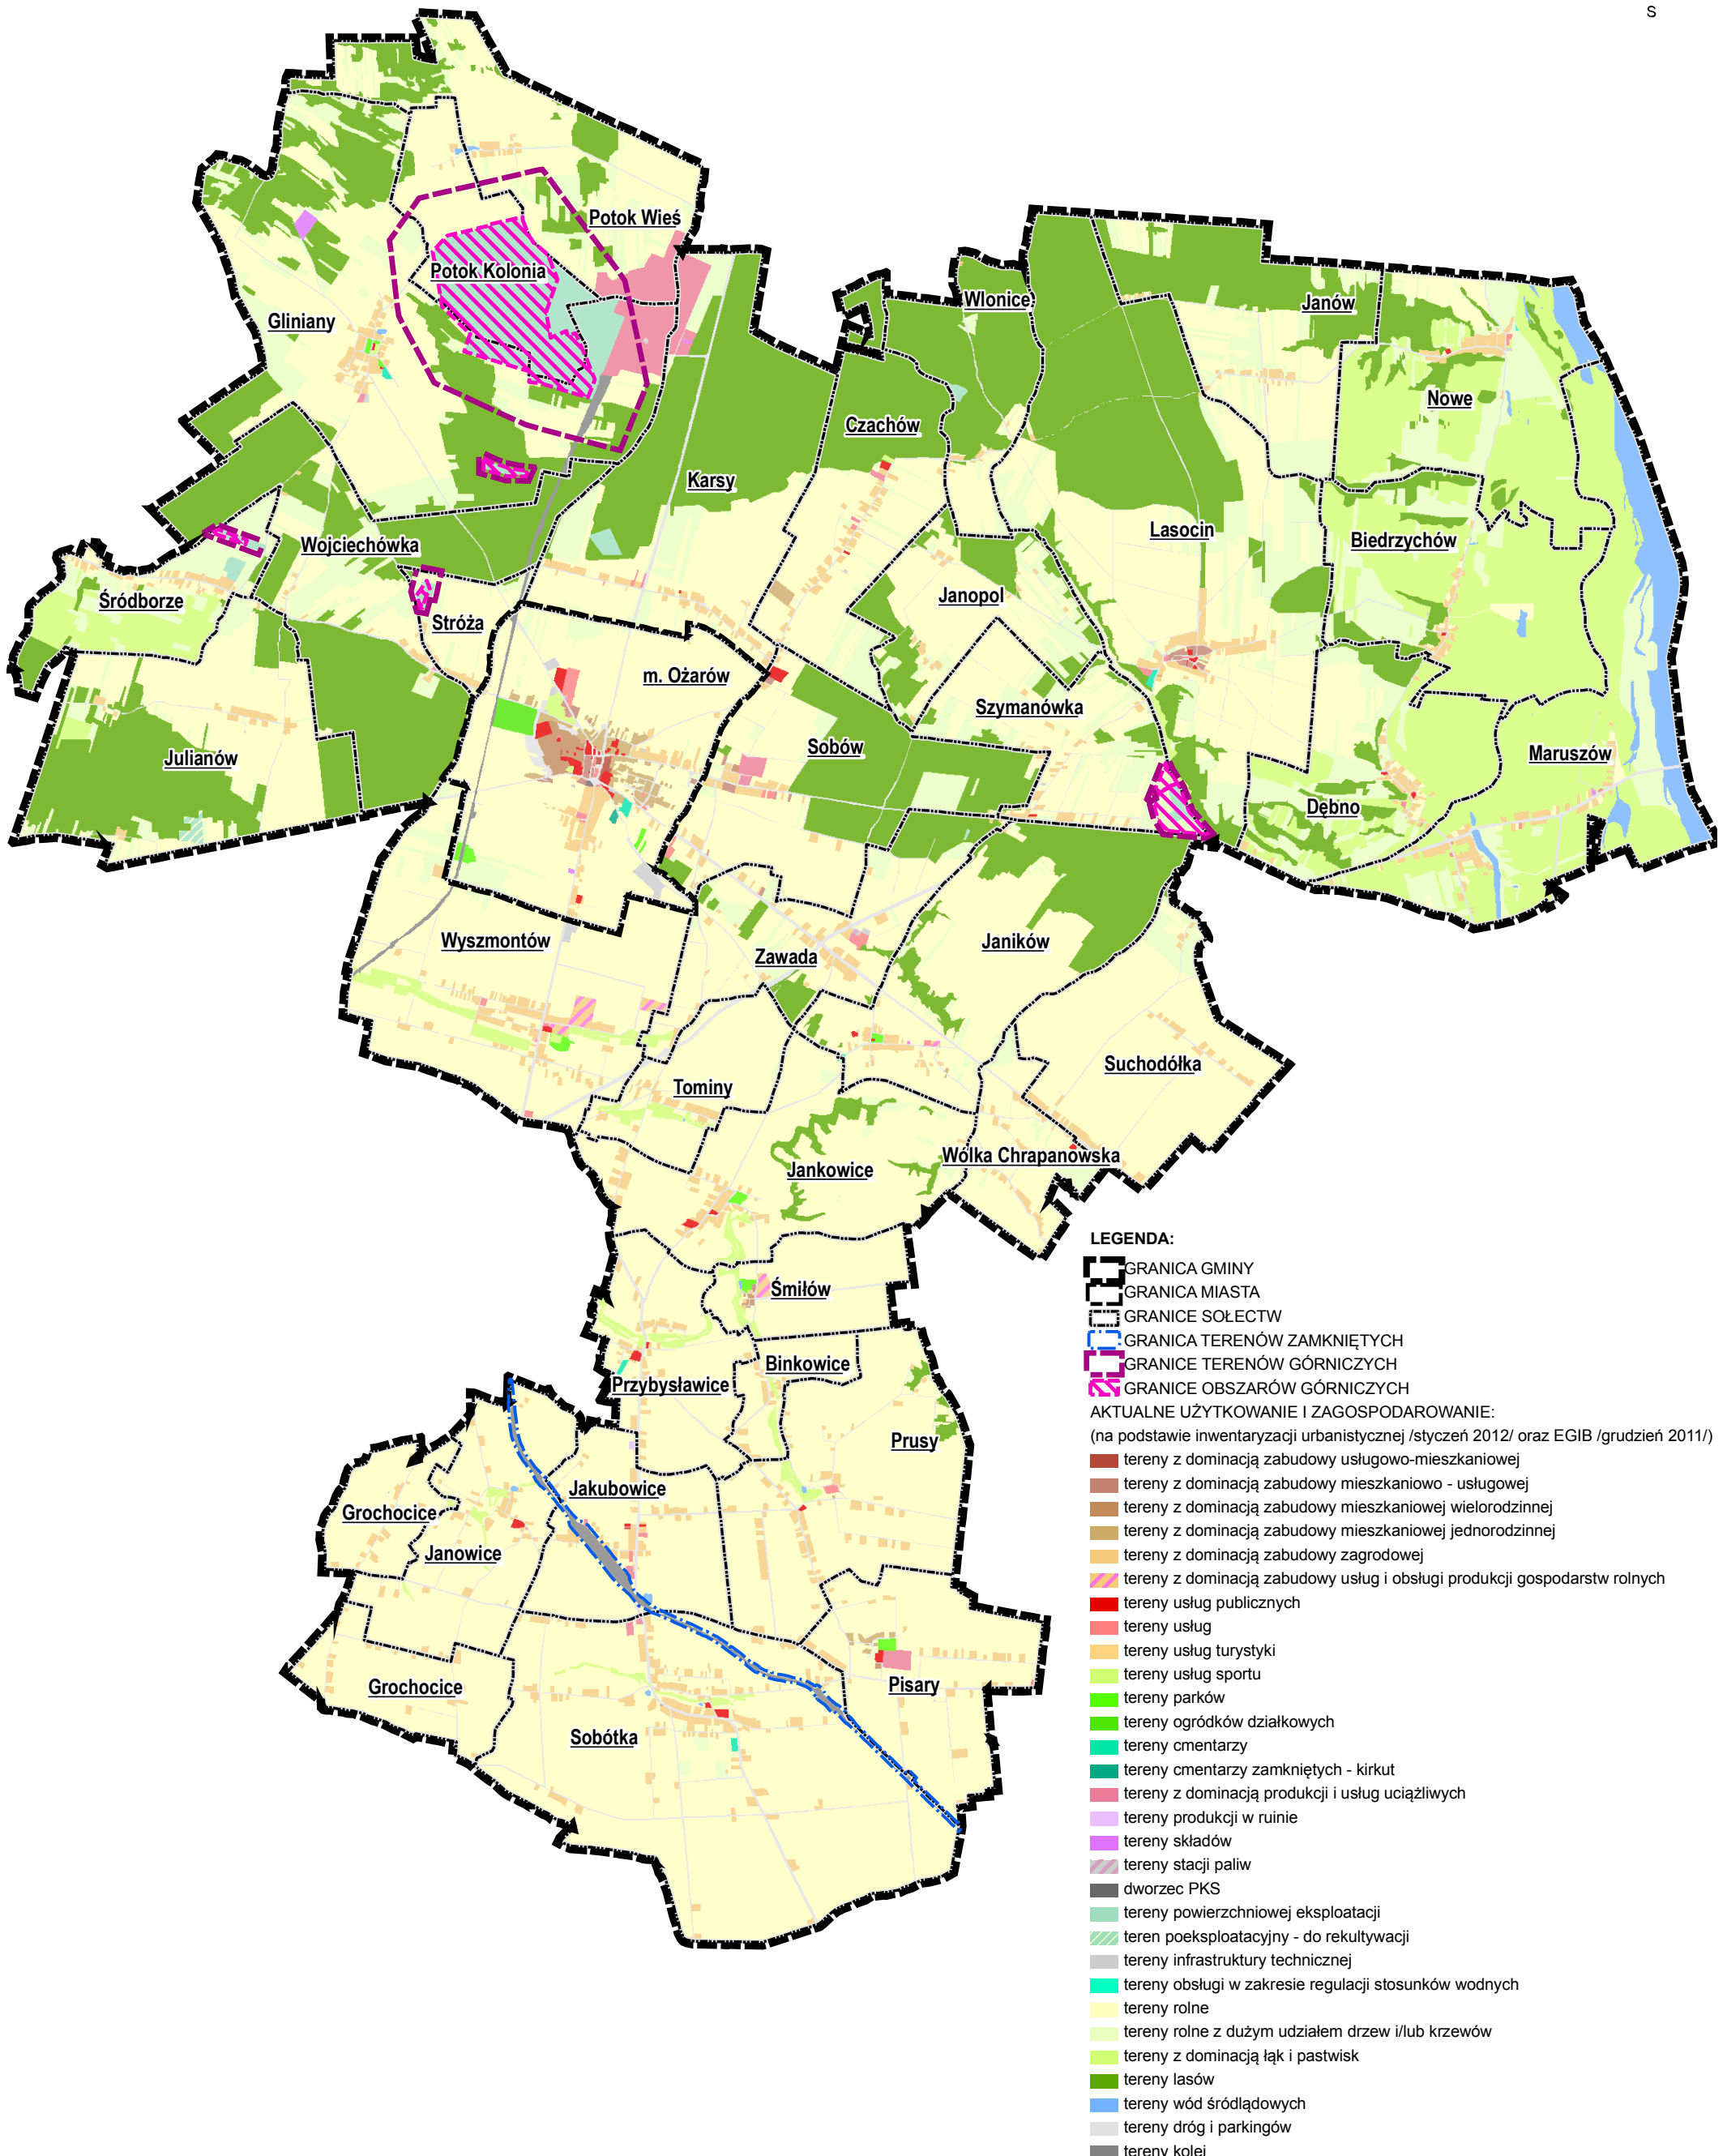 S
Potok Wieś
Potok Kolonia
Gliniany
Wlonice
Janów
Nowe
Czachów
Karsy
Lasocin
Biedrzychów
Wojciechówka
Śródborze
Stróża
Janopol
m. Ożarów
Szymanówka
Sobów
Julianów
Maruszów
Dębno
Wyszmontów
Zawada
Janików
Suchodółka
Tominy
Jankowice
Wólka Chrapanowska
Śmiłów
Binkowice
Przybysławice
Prusy
Jakubowice
Grochocice
Janowice
Grochocice
Pisary
Sobótka
LEGENDA:
GRANICA GMINY
GRANICA MIASTA
GRANICE SOŁECTW
GRANICA TERENÓW ZAMKNIĘTYCH
GRANICE TERENÓW GÓRNICZYCH
GRANICE OBSZARÓW GÓRNICZYCH
AKTUALNE UŻYTKOWANIE I ZAGOSPODAROWANIE:
(na podstawie inwentaryzacji urbanistycznej /styczeń 2012/ oraz EGIB /grudzień 2011/)
tereny z dominacją zabudowy usługowo-mieszkaniowej
tereny z dominacją zabudowy mieszkaniowo - usługowej
tereny z dominacją zabudowy mieszkaniowej wielorodzinnej
tereny z dominacją zabudowy mieszkaniowej jednorodzinnej
tereny z dominacją zabudowy zagrodowej
tereny z dominacją zabudowy usług i obsługi produkcji gospodarstw rolnych
tereny usług publicznych
tereny usług
tereny usług turystyki
tereny usług sportu
tereny parków
tereny ogródków działkowych
tereny cmentarzy
tereny cmentarzy zamkniętych - kirkut
tereny z dominacją produkcji i usług uciążliwych
tereny produkcji w ruinie
tereny składów
tereny stacji paliw
dworzec PKS
tereny powierzchniowej eksploatacji
teren poeksploatacyjny - do rekultywacji
tereny infrastruktury technicznej
tereny obsługi w zakresie regulacji stosunków wodnych
tereny rolne
tereny rolne z dużym udziałem drzew i/lub krzewów
tereny z dominacją łąk i pastwisk
tereny lasów
tereny wód śródlądowych
tereny dróg i parkingów
tereny kolei